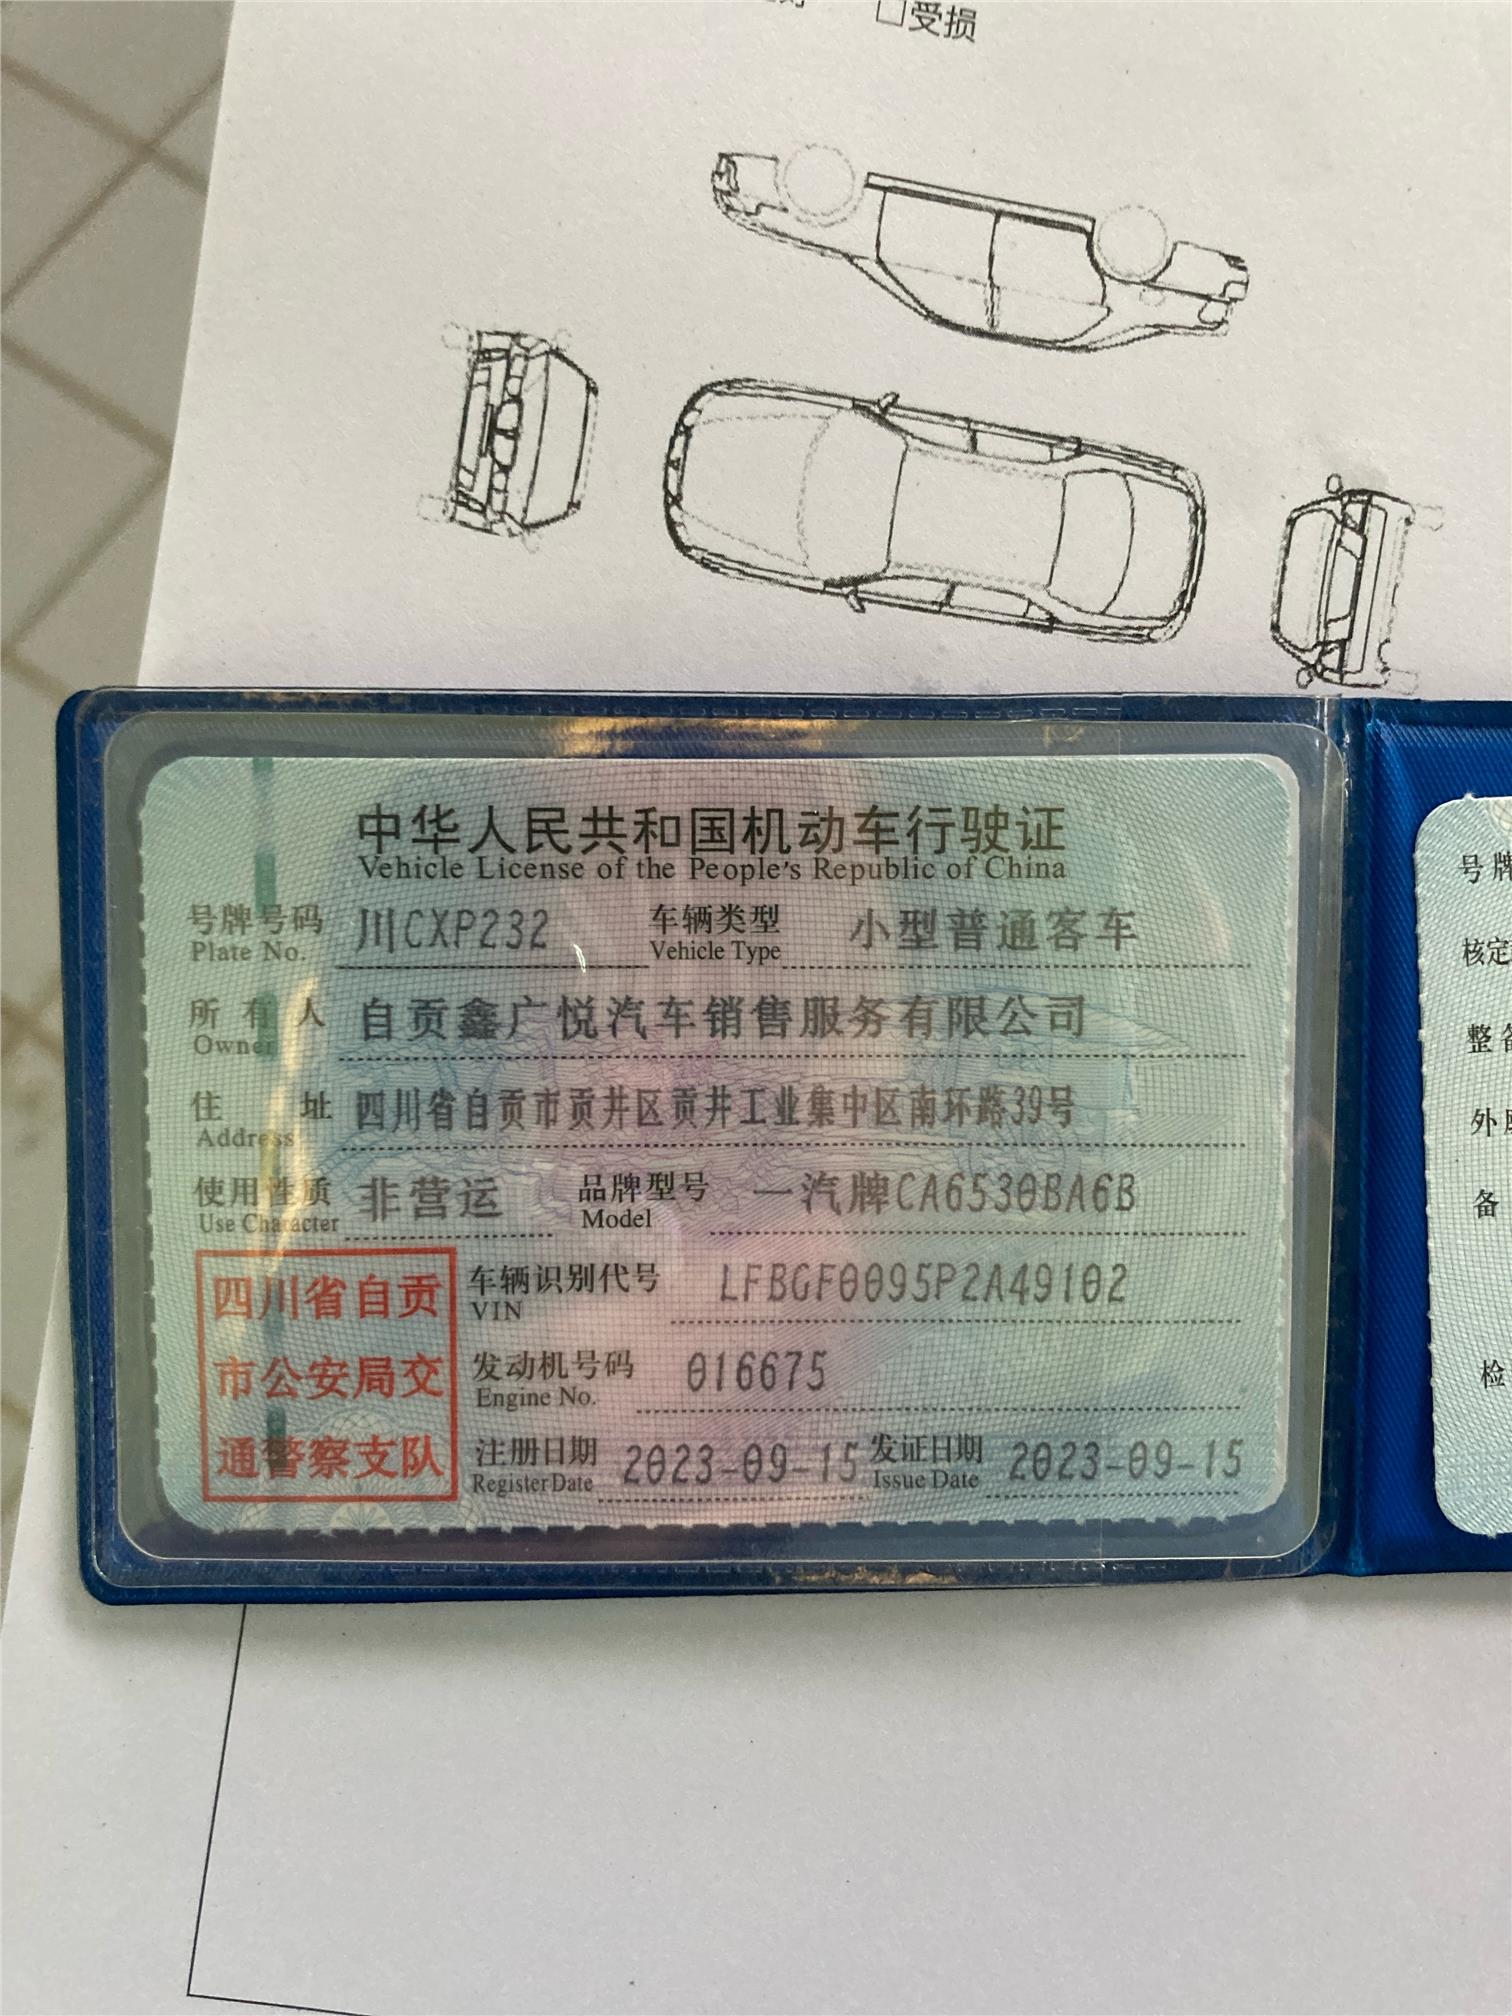 □受损
中华人民共和国机动车行驶证
Vehicle License of the People's Republic of China
号牌号码 川CXP232 车辆类型 小型普通客车
Plate No. Vehicle Type
所有人 自贡鑫广悦汽车销售服务有限公司
Owner
住址 四川省自贡市贡井区贡井工业集中区南环路39号
Address
使用性质 非营运 品牌型号 一汽牌CA6530BA6B
Use Character Model
四川省自贡
市公安局交
通警察支队
车辆识别代号 LFBGF0095P2A49102
VIN
发动机号码 016675
Engine No.
注册日期 2023-09-15 发证日期 2023-09-15
Register Date Issue Date
号牌
核定
整备
外
备
检